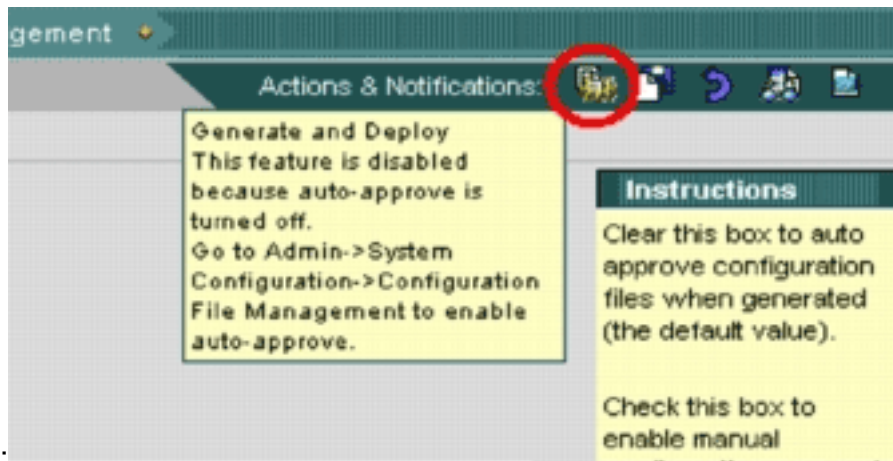 gement
Actions & Notifications:
Generate and Deploy
This feature is disabled
because auto-approve is
turned off.
Go to Admin->System
Configuration->Configuration
File Management to enable
auto-approve.
Instructions
Clear this box to auto
approve configuration
files when generated
(the default value).
Check this box to
enable manual
.